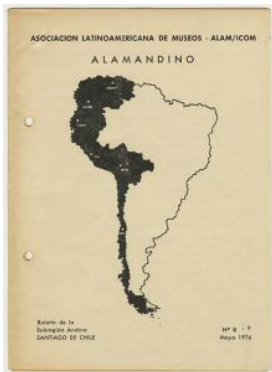 ASOCIACION LATINOAMERICANA DE MUSEOS - ALAM/ICOM
ALAMANDINO
Boletín de la
Subregión Andina
SANTIAGO DE CHILE
Nº 8
Mayo 1976